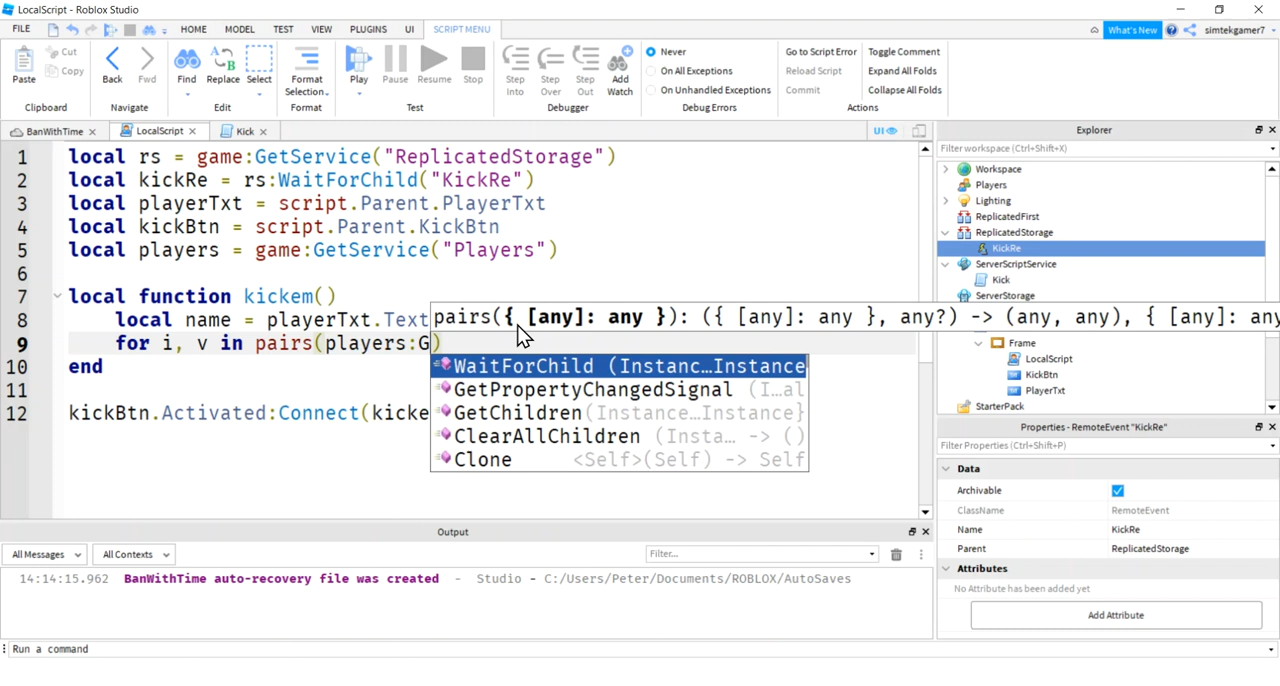 LocalScript - Roblox Studio
FILE HOME MODEL TEST VIEW PLUGINS UI SCRIPT MENU What's New simtekgamer7
Paste Cut Copy Back Fwd Find Replace Select Format Selection Play Pause Resume Stop Step Into Step Over Step Out Add Watch
Never Go to Script Error Toggle Comment
On All Exceptions Reload Script Expand All Folds
On Unhandled Exceptions Commit Collapse All Folds
Clipboard Navigate Edit Format Test Debugger Debug Errors Actions
BanWithTime LocalScript Kick UI
1 local rs = game:GetService("ReplicatedStorage")
2 local kickRe = rs:WaitForChild("KickRe")
3 local playerTxt = script.Parent.PlayerTxt
4 local kickBtn = script.Parent.KickBtn
5 local players = game:GetService("Players")
6
7 local function kickem()
8 local name = playerTxt.Text
9 for i, v in pairs(players:G)
10 end
11
12 kickBtn.Activated:Connect(kicke
pairs({ [any]: any }): ({ [any]: any }, any?) -> (any, any), { [any]: any
WaitForChild (Instanc…Instance
GetPropertyChangedSignal (I…al
GetChildren(Instance…Instance}
ClearAllChildren (Insta… -> ()
Clone <Self>(Self) -> Self
Explorer
Filter workspace (Ctrl+Shift+X)
Workspace
Players
Lighting
ReplicatedFirst
ReplicatedStorage
KickRe
ServerScriptService
Kick
ServerStorage
Frame
LocalScript
KickBtn
PlayerTxt
StarterPack
Properties - RemoteEvent "KickRe"
Filter Properties (Ctrl+Shift+P)
Data
Archivable
ClassName RemoteEvent
Name KickRe
Parent ReplicatedStorage
Attributes
No Attribute has been added yet
Add Attribute
Output
All Messages All Contexts Filter...
14:14:15.962 BanWithTime auto-recovery file was created - Studio - C:/Users/Peter/Documents/ROBLOX/AutoSaves
Run a command